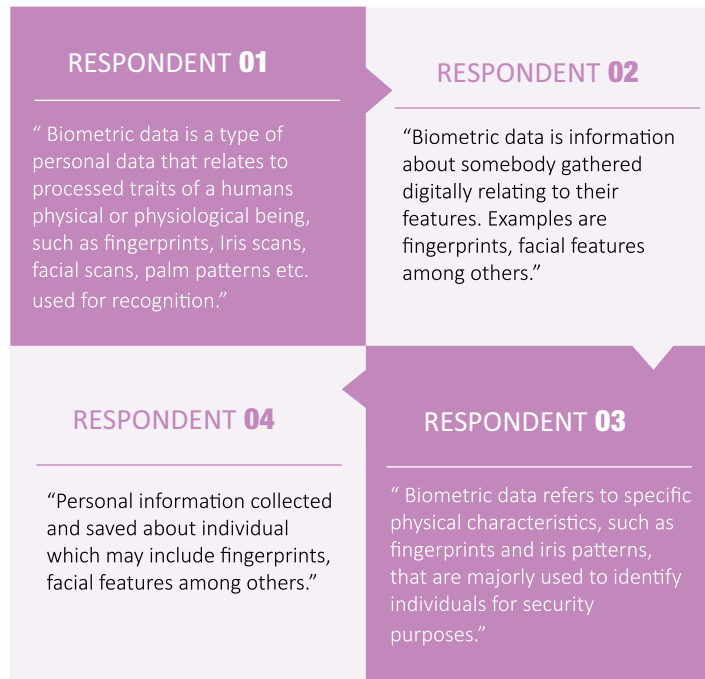 RESPONDENT 01
“ Biometric data is a type of
personal data that relates to
processed traits of a humans
physical or physiological being,
such as fingerprints, Iris scans,
facial scans, palm patterns etc.
used for recognition.”
RESPONDENT 02
“Biometric data is information
about somebody gathered
digitally relating to their
features. Examples are
fingerprints, facial features
among others.”
RESPONDENT 04
“Personal information collected
and saved about individual
which may include fingerprints,
facial features among others.”
RESPONDENT 03
“ Biometric data refers to specific
physical characteristics, such as
fingerprints and iris patterns,
that are majorly used to identify
individuals for security
purposes.”